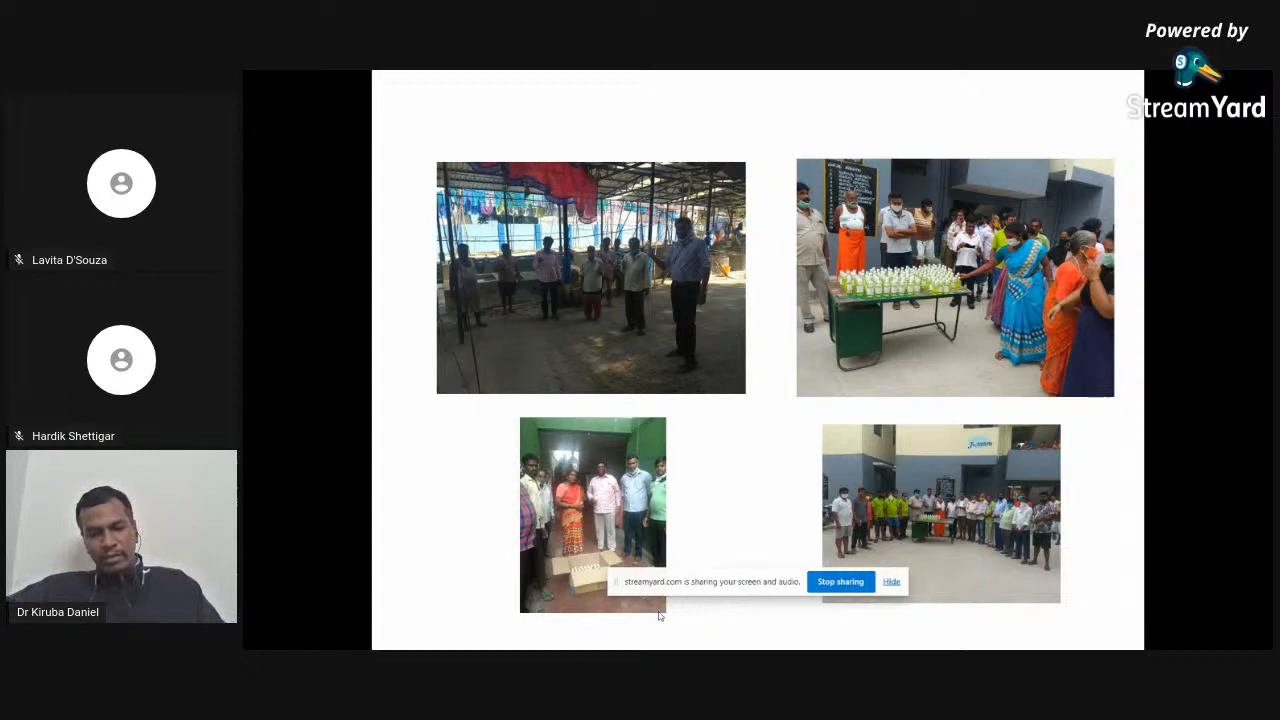 Powered by
StreamYard
Lavita D'Souza
Hardik Shettigar
Dr Kiruba Daniel
streamyard.com is sharing your screen and audio.
Stop sharing
Hide